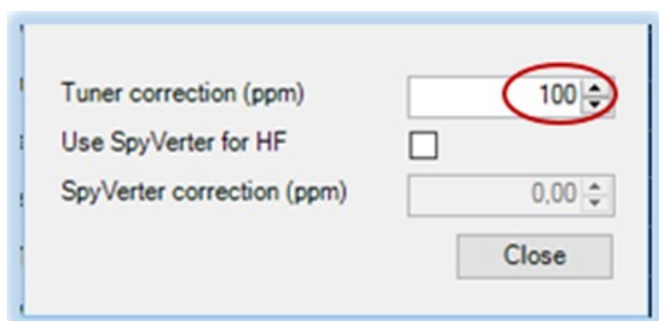 Tuner correction (ppm) 100
Use SpyVerter for HF
SpyVerter correction (ppm) 0,00
Close